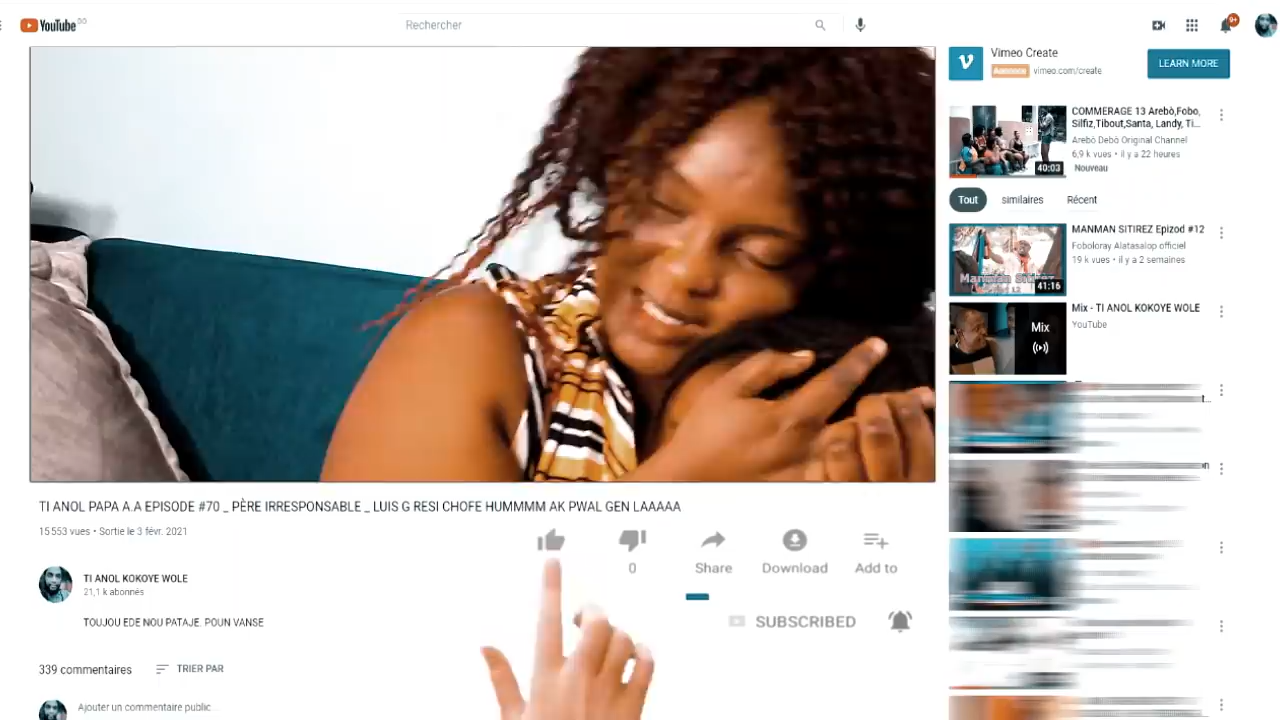 YouTube DO
Rechercher
9+
Vimeo Create
Annonce vimeo.com/create
LEARN MORE
COMMERAGE 13 Arebò,Fobo,
Silfiz,Tibout,Santa, Landy, Ti...
Arebò Debò Original Channel
6,9 k vues • il y a 22 heures
Nouveau
40:03
Tout similaires Récent
MANMAN SITIREZ Epizod #12
Foboloray Alatasaiop officiel
19 k vues • il y a 2 semaines
41:16
Mix - TI ANOL KOKOYE WOLE
YouTube
Mix
TI ANOL PAPA A.A EPISODE #70 _ PÈRE IRRESPONSABLE _ LUIS G RESI CHOFE HUMMMM AK PWAL GEN LAAAAA
15 553 vues • Sortie le 3 févr. 2021
0 Share Download Add to
TI ANOL KOKOYE WOLE
21,1 k abonnés
SUBSCRIBED
TOUJOU EDE NOU PATAJE. POUN VANSE
339 commentaires TRIER PAR
Ajouter un commentaire public...